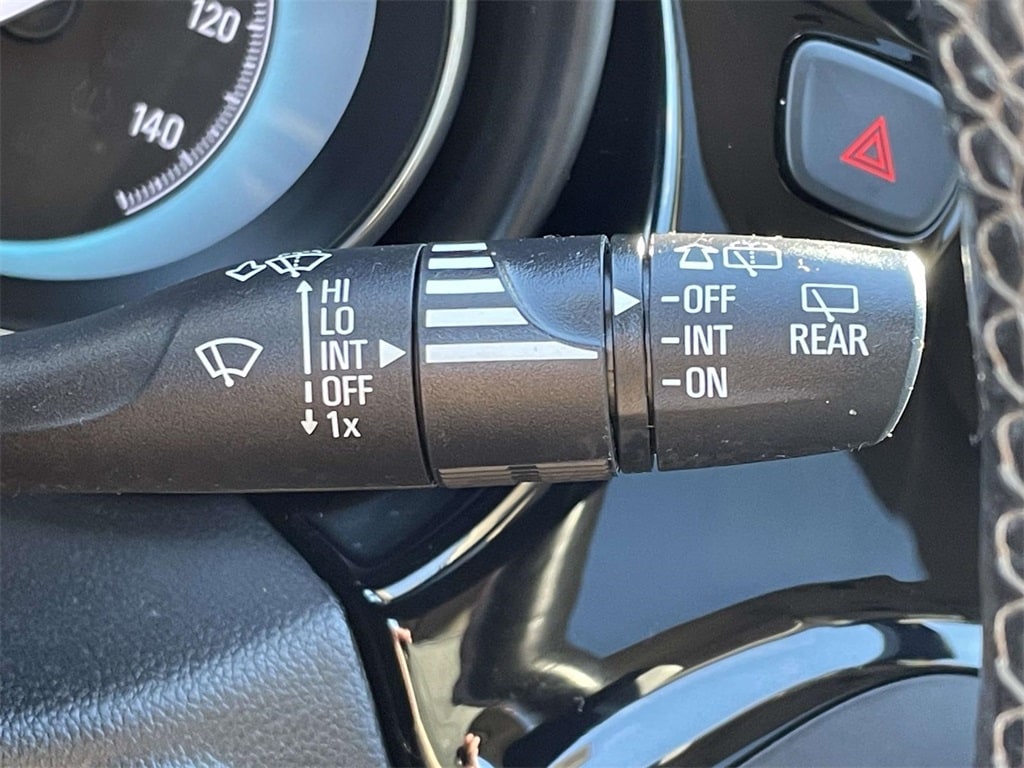 120
140
HI
LO
INT
OFF
1x
-OFF
-INT
-ON
REAR